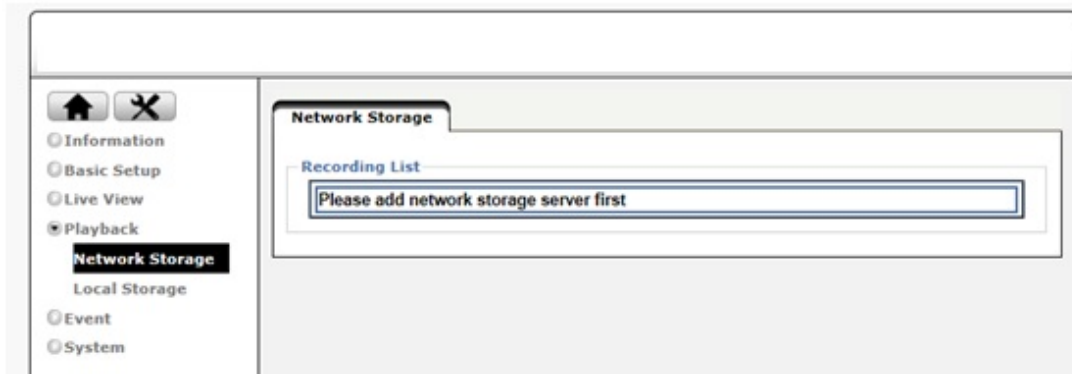 Information
Basic Setup
Live View
Playback
Network Storage
Local Storage
Event
System
Network Storage
Recording List
Please add network storage server first